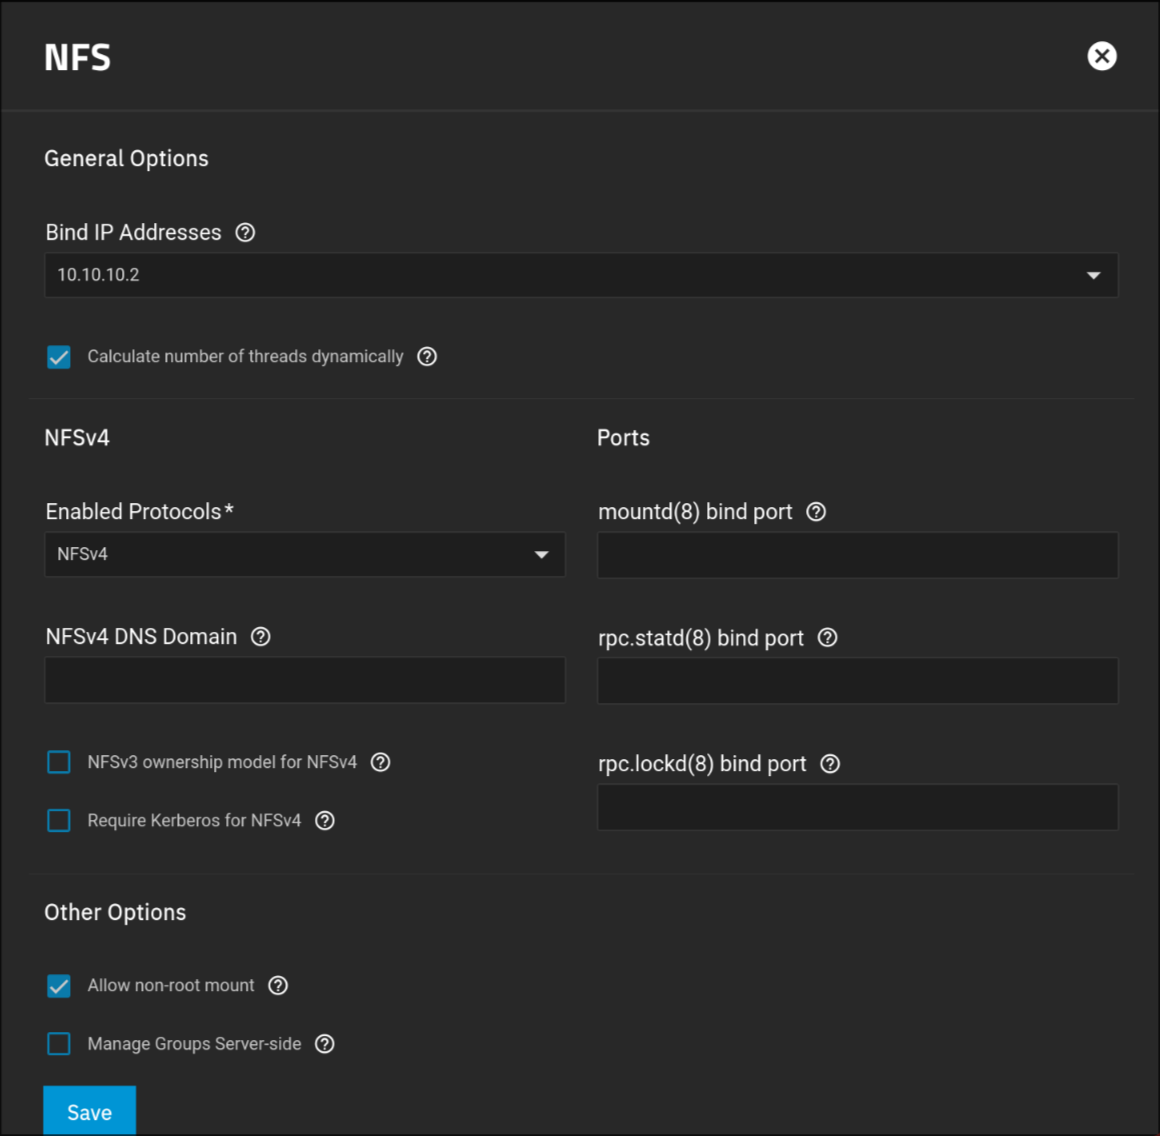 NFS
General Options
Bind IP Addresses
10.10.10.2
Calculate number of threads dynamically
NFSv4
Enabled Protocols*
NFSv4
NFSv4 DNS Domain
NFSv3 ownership model for NFSv4
Require Kerberos for NFSv4
Ports
mountd(8) bind port
rpc.statd(8) bind port
rpc.lockd(8) bind port
Other Options
Allow non-root mount
Manage Groups Server-side
Save